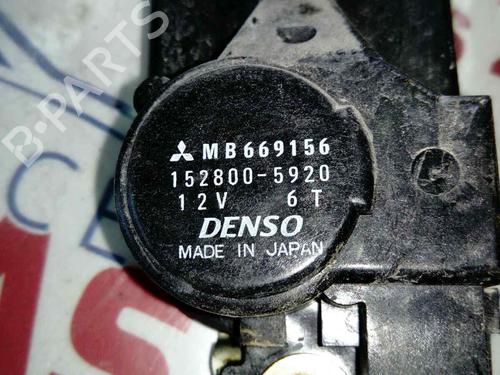 MB669156
152800-5920
12V 6T
DENSO
MADE IN JAPAN
B-PARTS